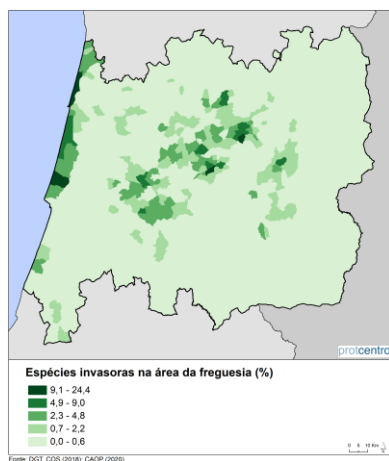 protcentro
Espécies invasoras na área da freguesia (%)
9,1 - 24,4
4,9 - 9,0
2,3 - 4,8
0,7 - 2,2
0,0 - 0,6
0 5 10 Km
Fonte: DGT, COS (2018); CAOP (2020)